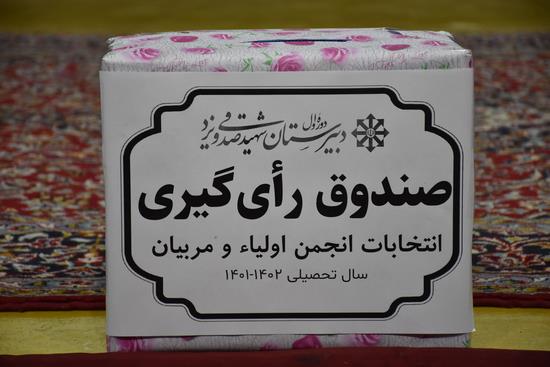 دبیرستان دوره اول شهید صدوقی یزد
صندوق رأی‌گیری
انتخابات انجمن اولیاء و مربیان
سال تحصیلی ۱۴۰۲-۱۴۰۱